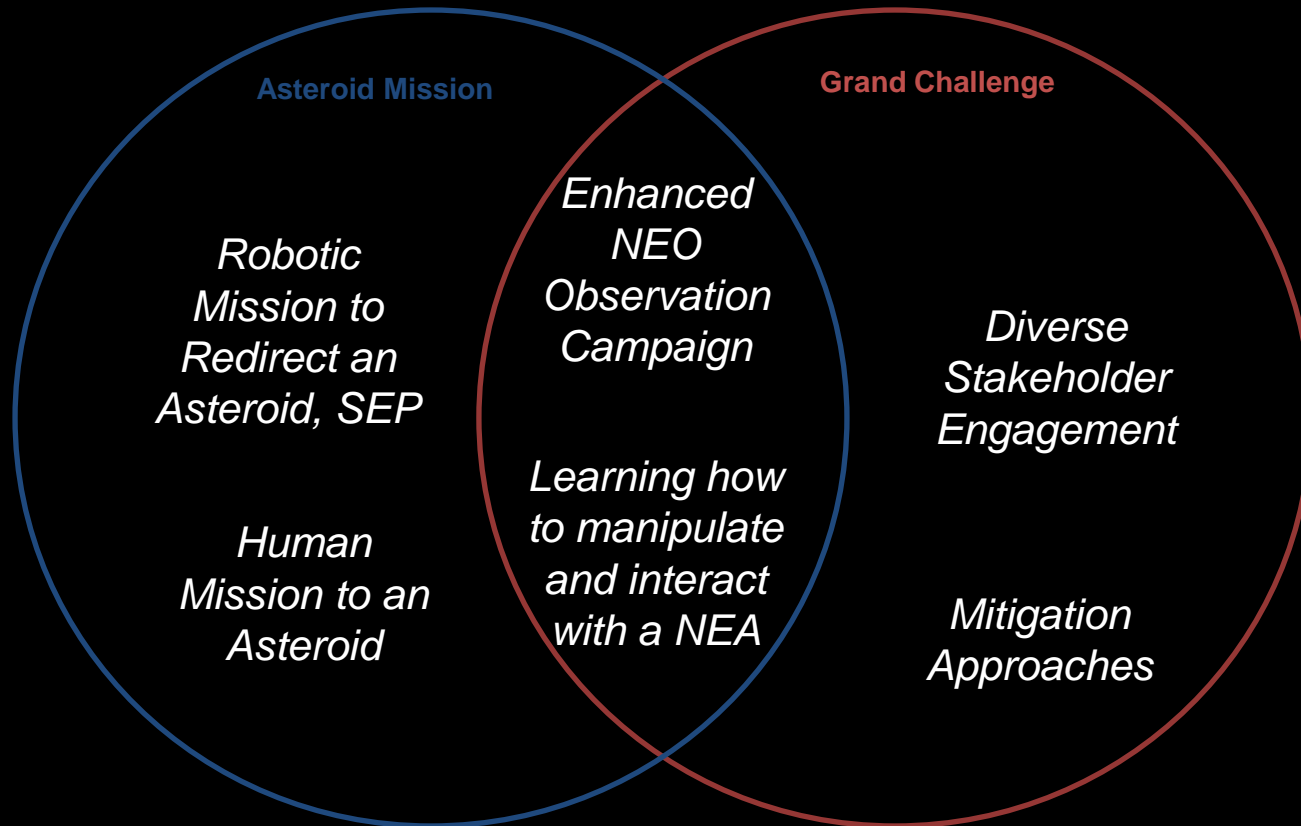 Asteroid Mission
Grand Challenge
Robotic
Mission to
Redirect an
Asteroid, SEP
Human
Mission to an
Asteroid
Enhanced
NEO
Observation
Campaign
Learning how
to manipulate
and interact
with a NEA
Diverse
Stakeholder
Engagement
Mitigation
Approaches